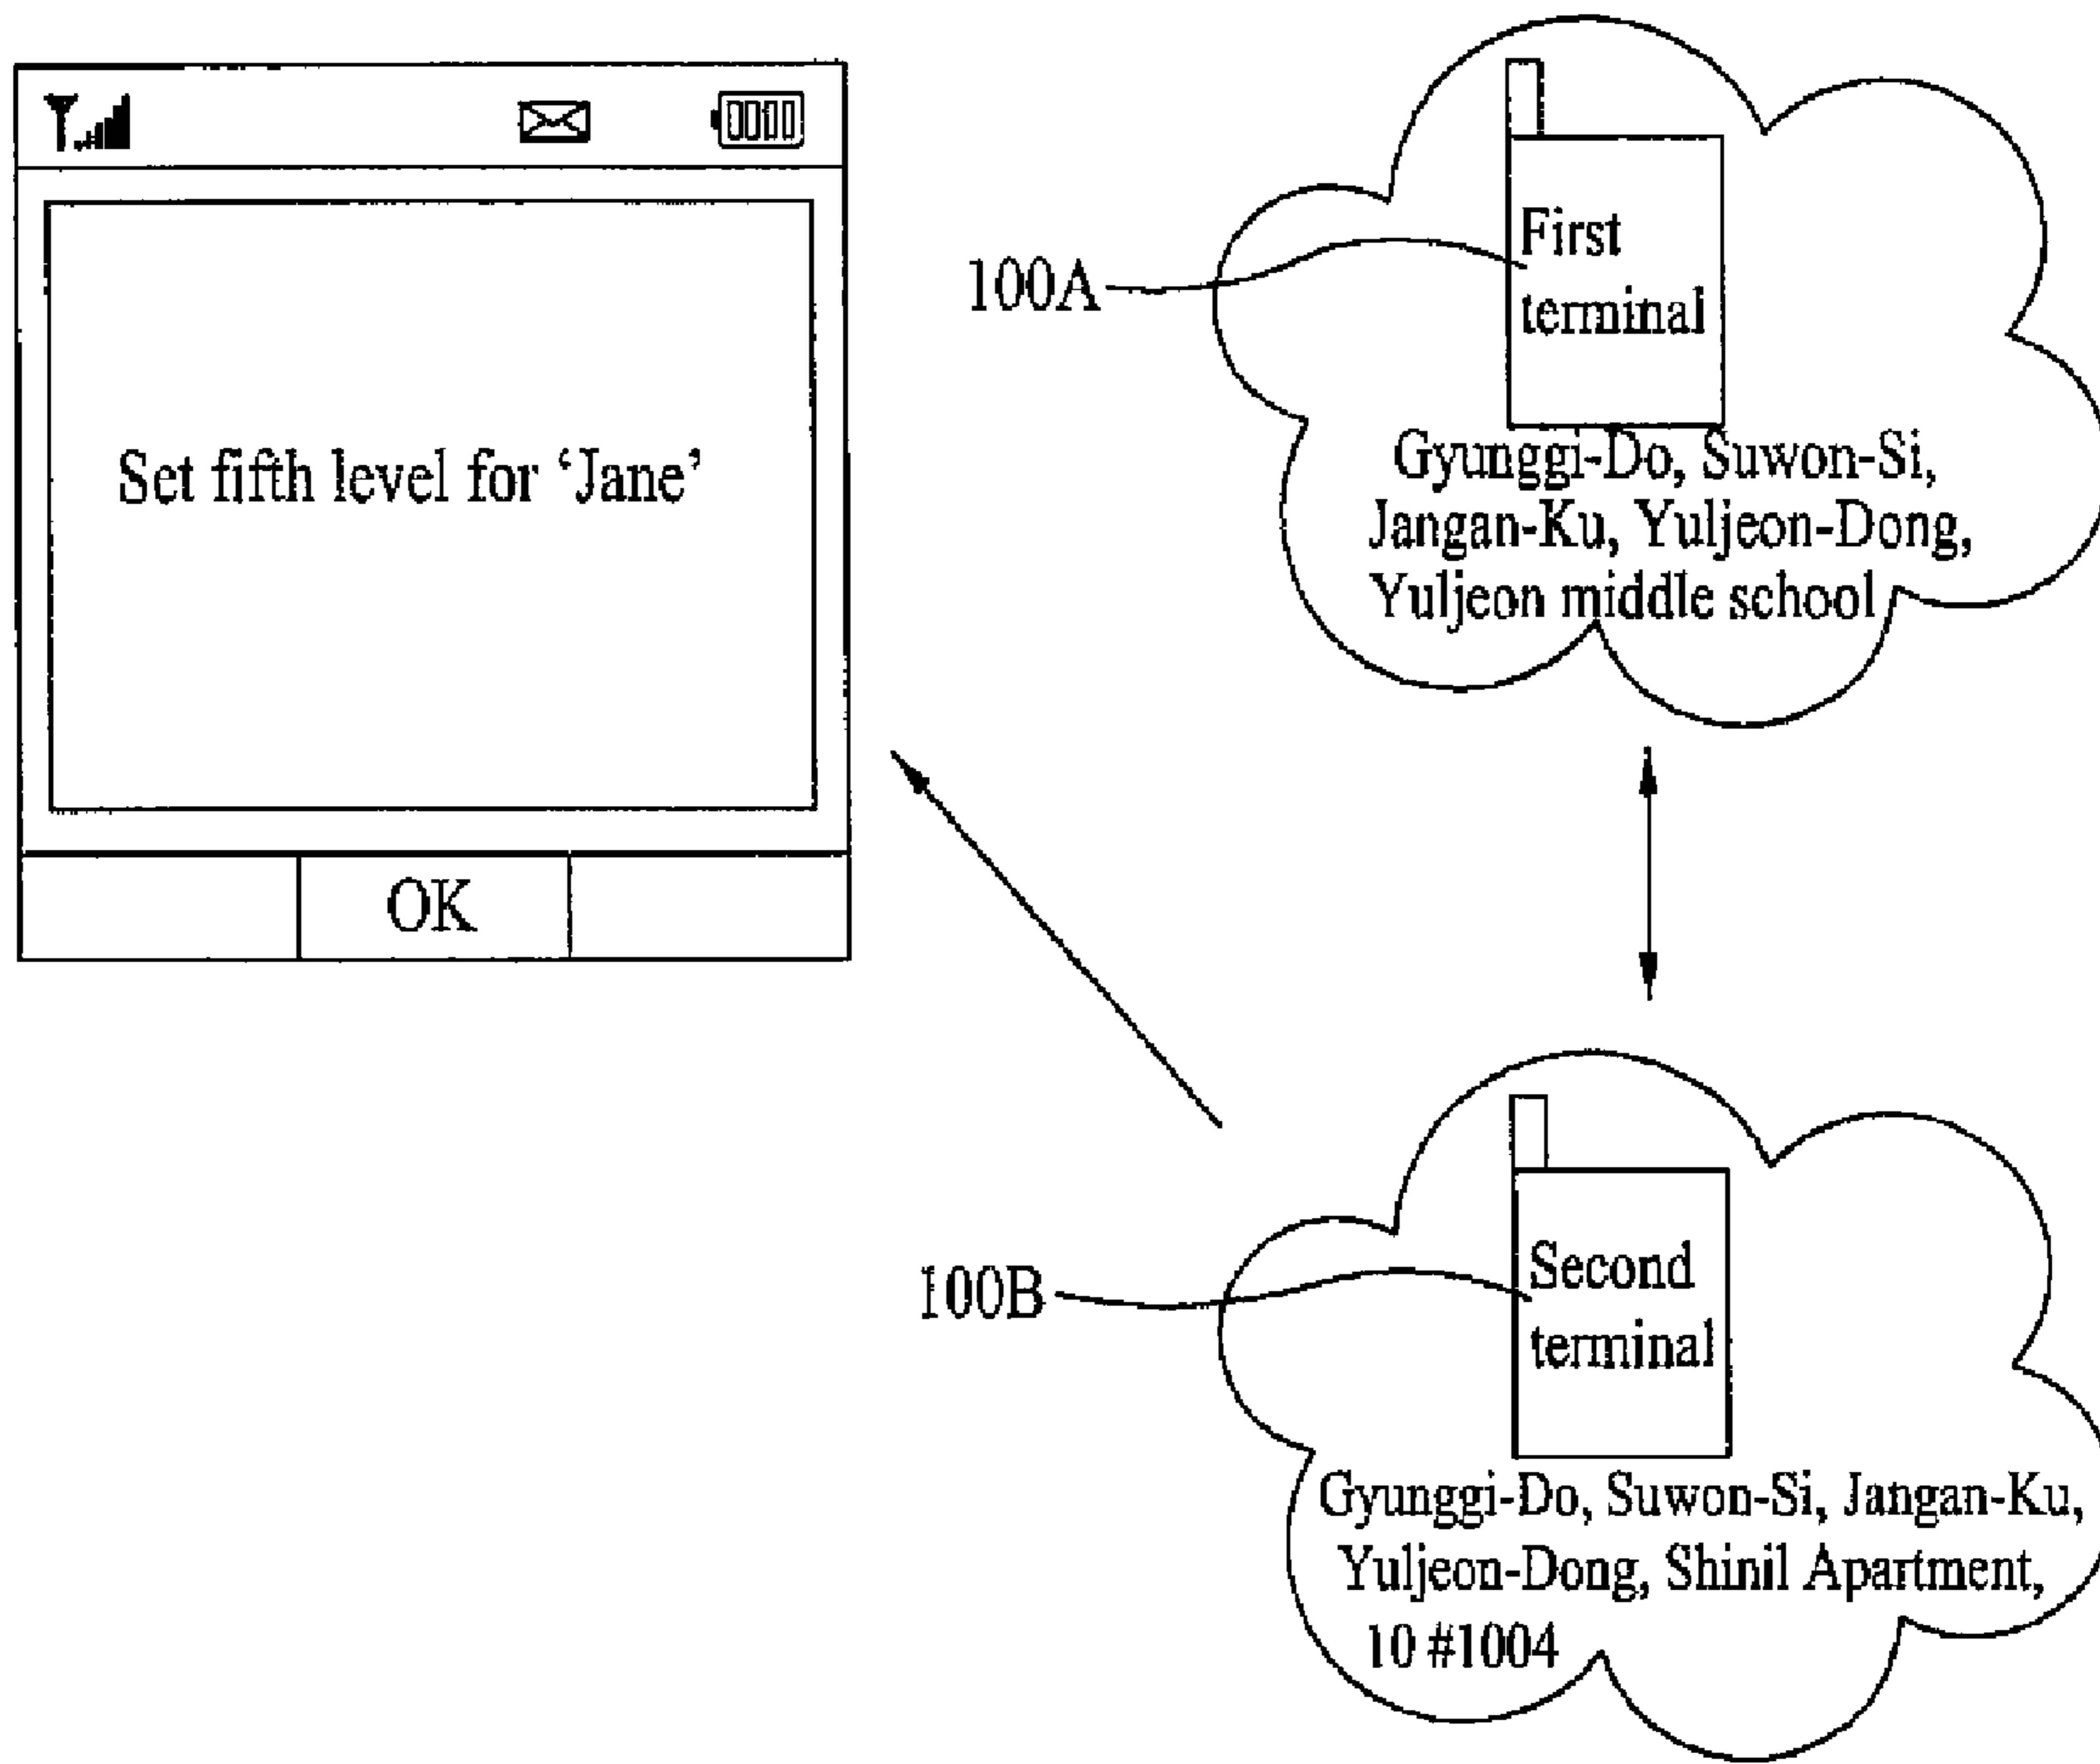 Set fifth level for ‘Jane’
OK
100A
First
terminal
Gyunggi-Do, Suwon-Si,
Jangan-Ku, Yuljeon-Dong,
Yuljeon middle school
100B
Second
terminal
Gyunggi-Do, Suwon-Si, Jangan-Ku,
Yuljeon-Dong, Shinil Apartment,
10 #1004